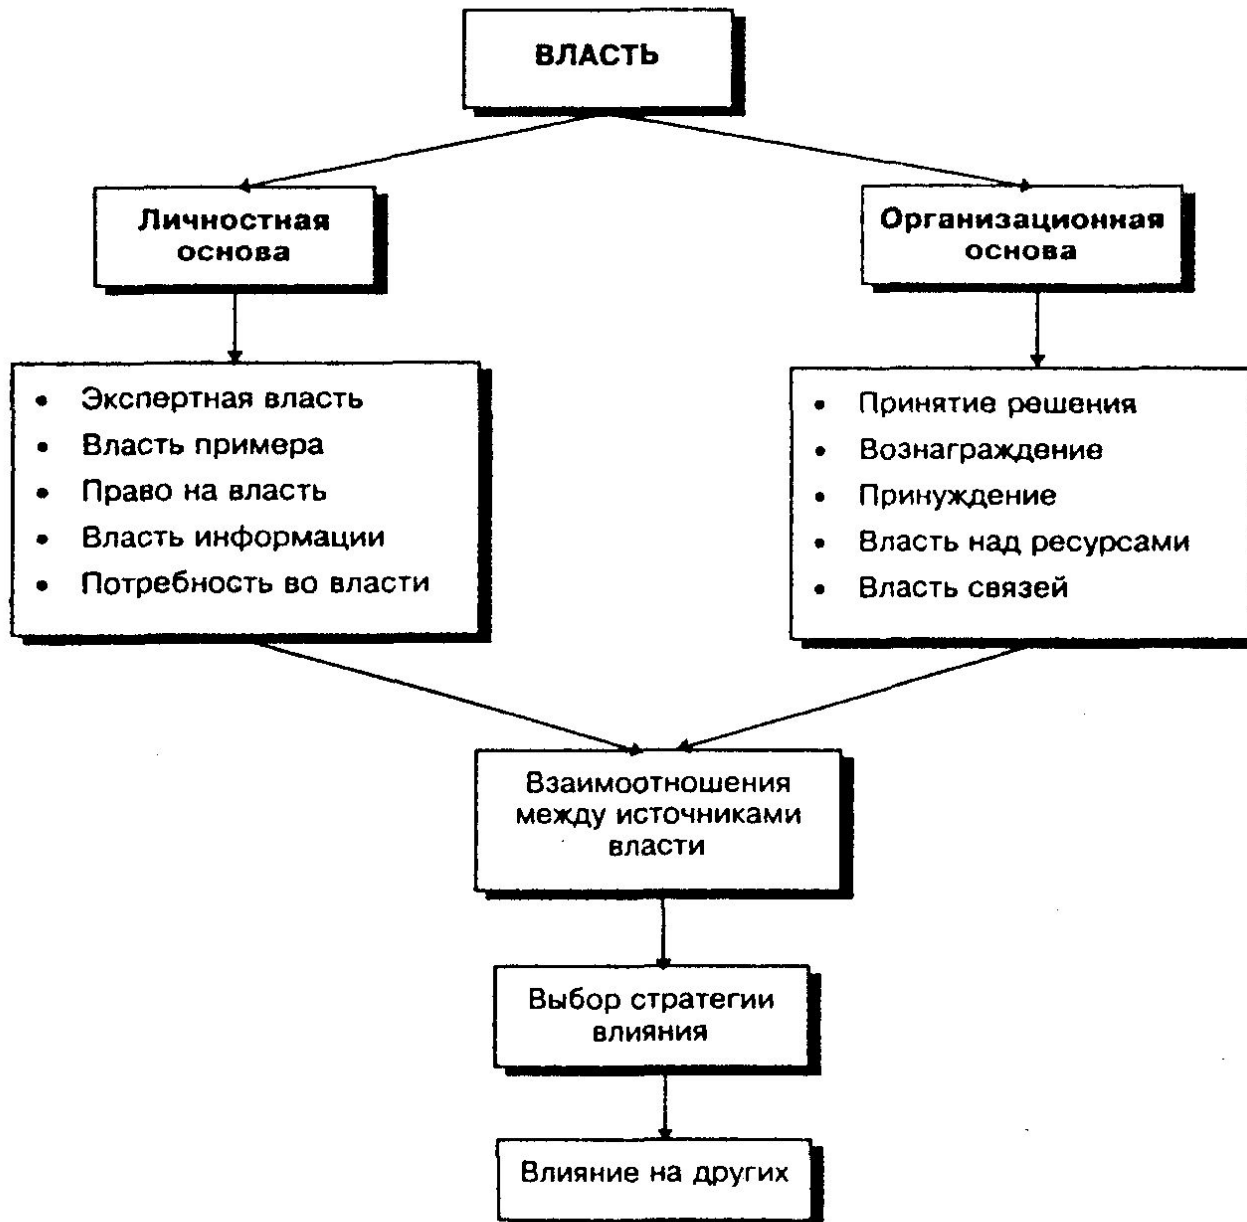 ВЛАСТЬ
Личностная
основа
Организационная
основа
• Экспертная власть
• Власть примера
• Право на власть
• Власть информации
• Потребность во власти
• Принятие решения
• Вознаграждение
• Принуждение
• Власть над ресурсами
• Власть связей
Взаимоотношения
между источниками
власти
Выбор стратегии
влияния
Влияние на других